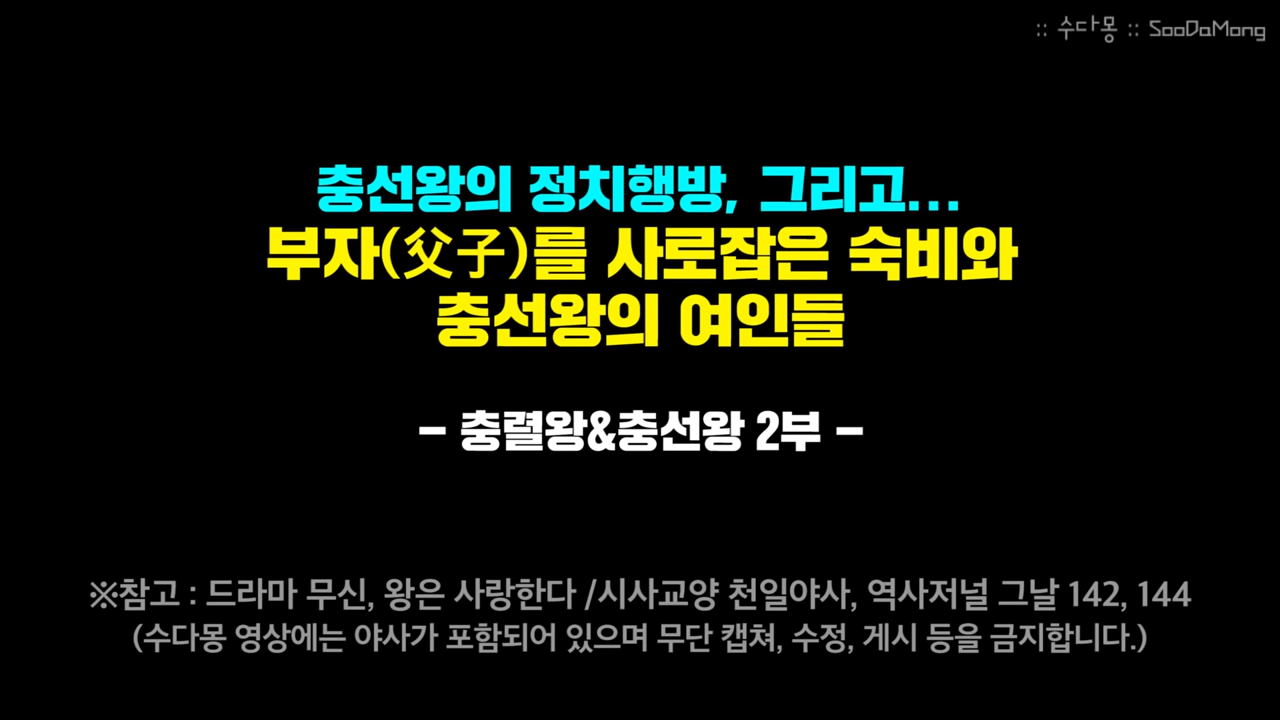 :: 수다몽 :: SooDaMong
충선왕의 정치행방, 그리고...
부자(父子)를 사로잡은 숙비와
충선왕의 여인들
- 충렬왕&충선왕 2부 -
※참고 : 드라마 무신, 왕은 사랑한다 /시사교양 천일야사, 역사저널 그날 142, 144
(수다몽 영상에는 야사가 포함되어 있으며 무단 캡쳐, 수정, 게시 등을 금지합니다.)